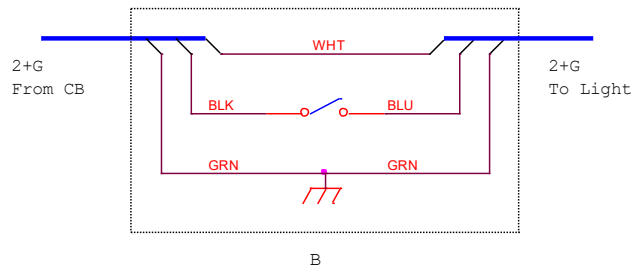 WHT
2+G
From CB
2+G
To Light
BLK
BLU
GRN
GRN
B